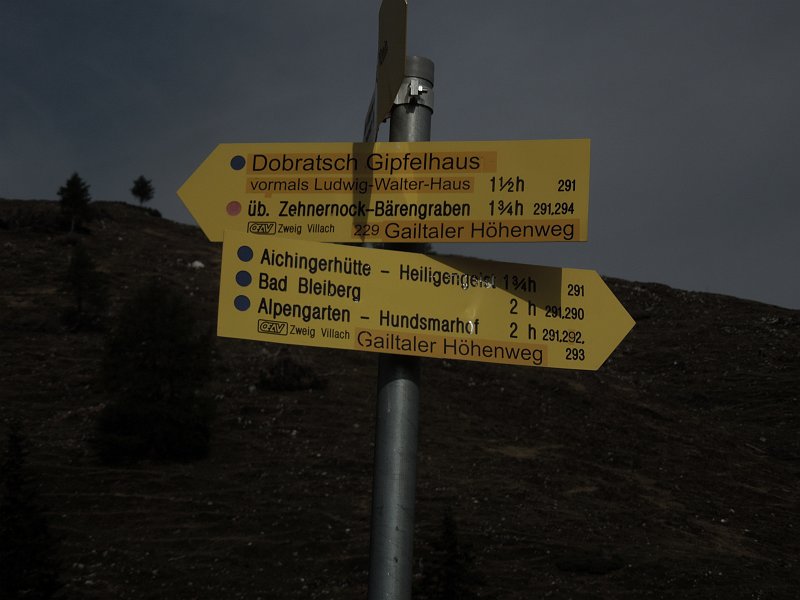 Dobratsch Gipfelhaus
vormals Ludwig-Walter-Haus 1½h 291
üb. Zehnernock-Bärengraben 1¾h 291,294
ÖAV Zweig Villach 229 Gailtaler Höhenweg
Aichingerhütte - Heiligengeist 1¾h 291
Bad Bleiberg 2 h 291,290
Alpengarten - Hundsmarhof 2 h 291,292,
ÖAV Zweig Villach Gailtaler Höhenweg 293